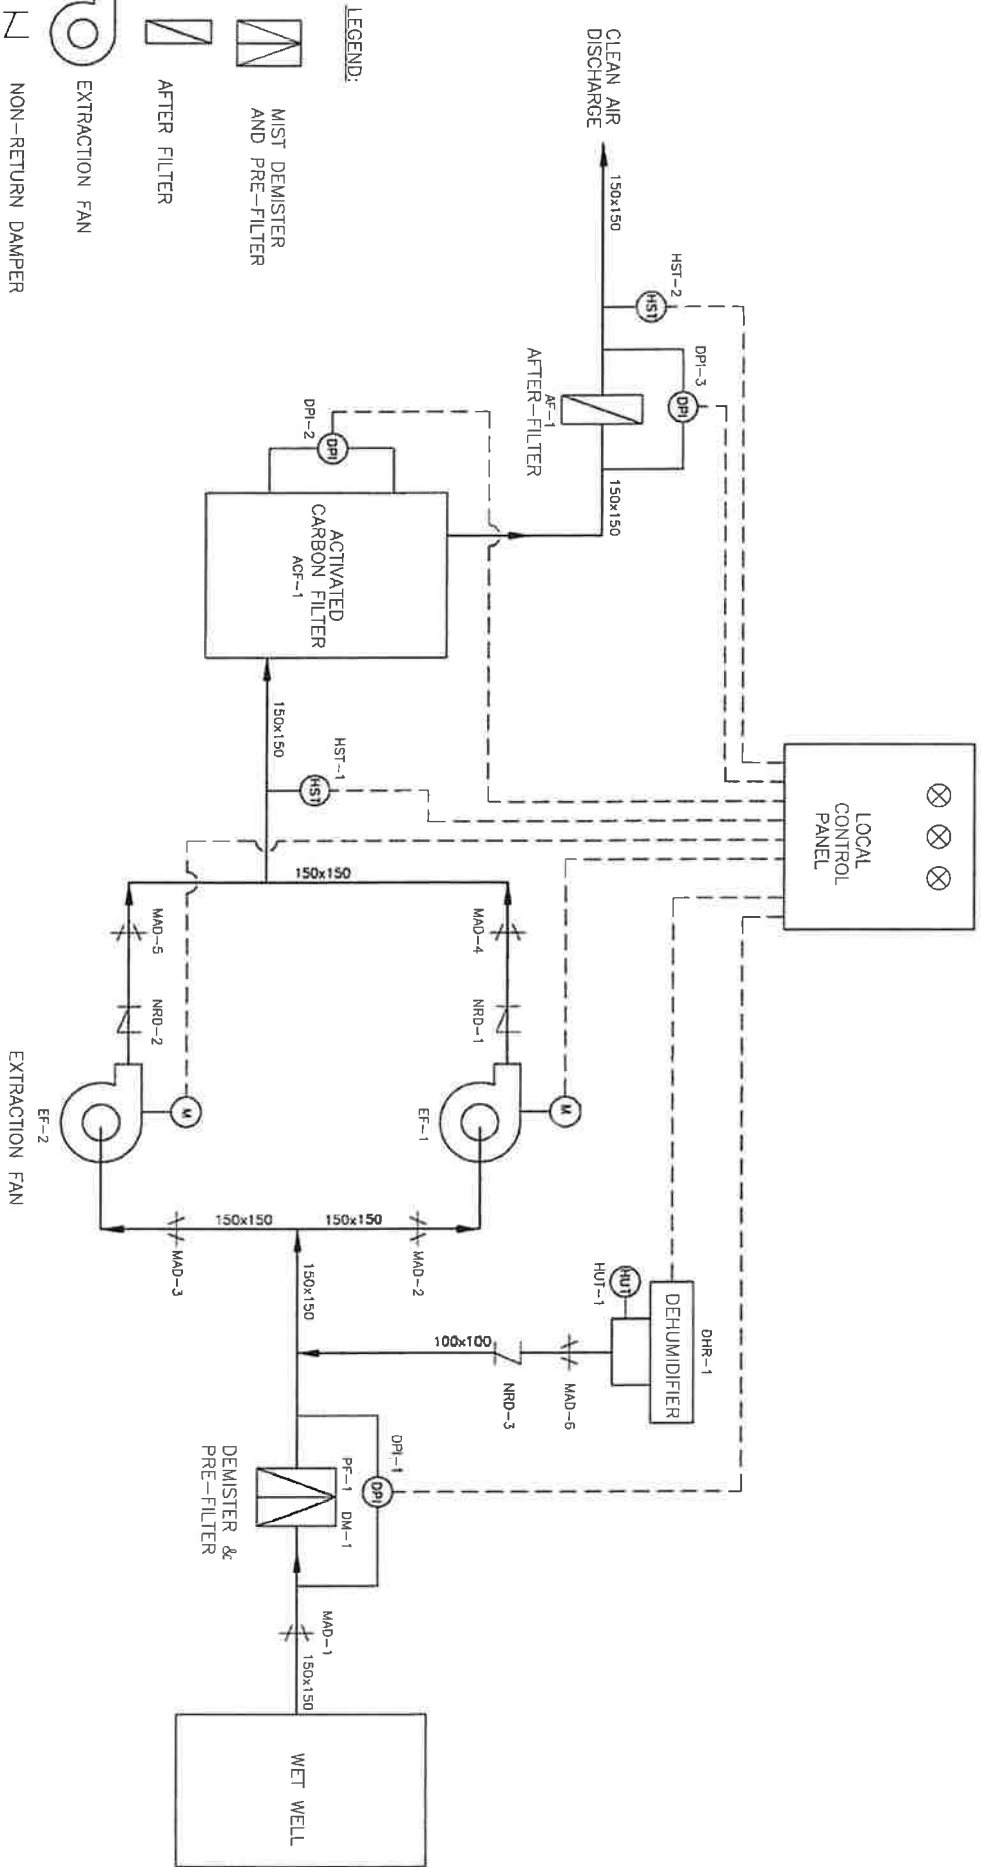 LOCAL
CONTROL
PANEL
CLEAN AIR
DISCHARGE
150x150
HST-2
HST
DPI-3
DPI
AF-1
AFTER-FILTER
150x150
DPI-2
DPI
ACTIVATED
CARBON FILTER
ACF-1
150x150
HST-1
HST
150x150
MAD-4
NRD-1
EF-1
M
MAD-5
NRD-2
EF-2
M
EXTRACTION FAN
150x150
150x150
MAD-2
MAD-3
150x150
DHR-1
DEHUMIDIFIER
HUT
HUT-1
MAD-6
NRD-3
100x100
DPI-1
DPI
PF-1 DM-1
DEMISTER &
PRE-FILTER
MAD-1
150x150
WET WELL
LEGEND:
MIST DEMISTER
AND PRE-FILTER
AFTER FILTER
EXTRACTION FAN
NON-RETURN DAMPER